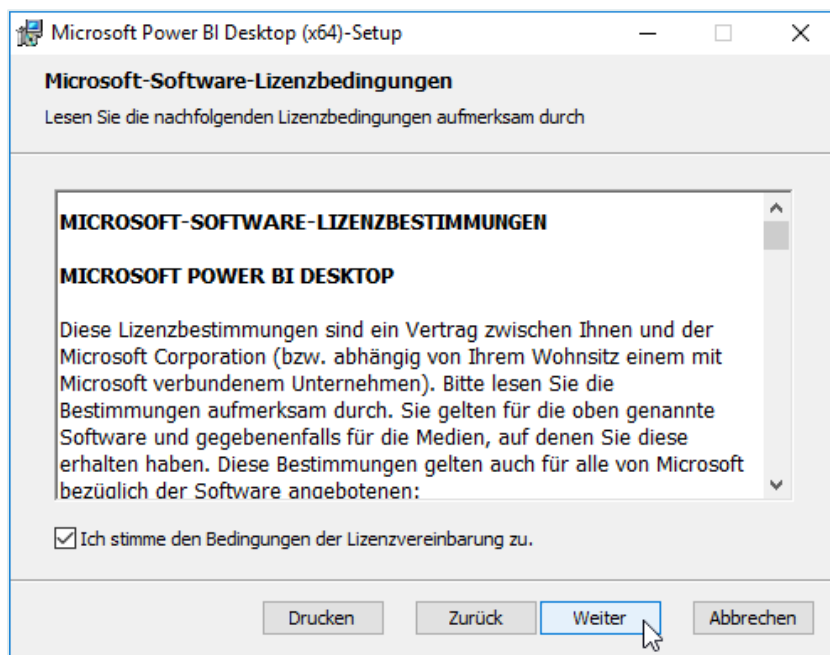 Microsoft Power BI Desktop (x64)-Setup
Microsoft-Software-Lizenzbedingungen
Lesen Sie die nachfolgenden Lizenzbedingungen aufmerksam durch
MICROSOFT-SOFTWARE-LIZENZBESTIMMUNGEN
MICROSOFT POWER BI DESKTOP
Diese Lizenzbestimmungen sind ein Vertrag zwischen Ihnen und der
Microsoft Corporation (bzw. abhängig von Ihrem Wohnsitz einem mit
Microsoft verbundenem Unternehmen). Bitte lesen Sie die
Bestimmungen aufmerksam durch. Sie gelten für die oben genannte
Software und gegebenenfalls für die Medien, auf denen Sie diese
erhalten haben. Diese Bestimmungen gelten auch für alle von Microsoft
bezüglich der Software angebotenen:
Ich stimme den Bedingungen der Lizenzvereinbarung zu.
Drucken Zurück Weiter Abbrechen